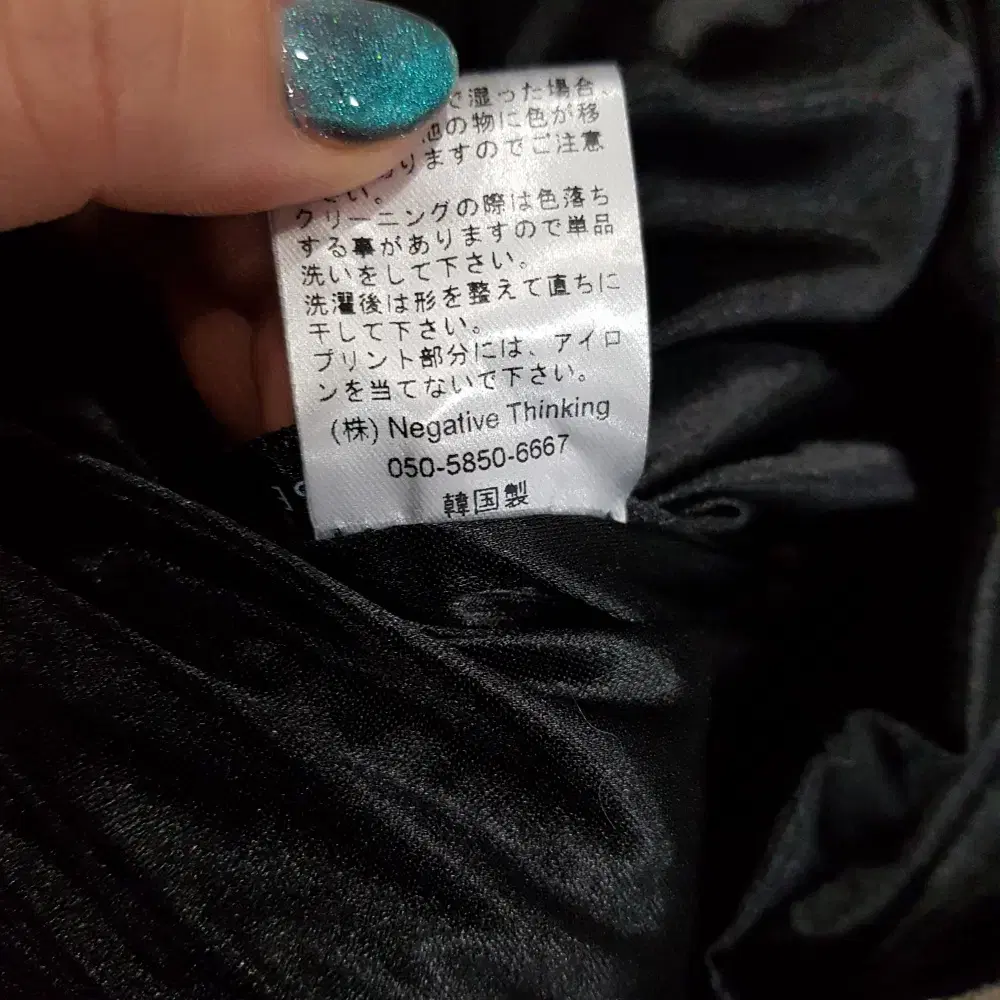 で湿った場合、
他の物に色が移
りますのでご注意
さい。
クリーニングの際は色落ち
する事がありますので単品
洗いをして下さい。
洗濯後は形を整えて直ちに
干して下さい。
プリント部分には、アイロ
ンを当てないで下さい。
(株) Negative Thinking
050-5850-6667
韓国製